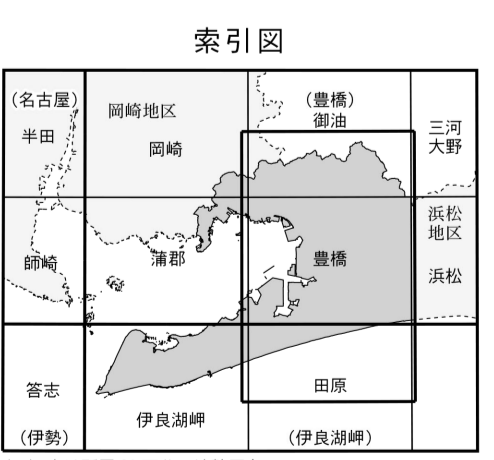 索引図
（名古屋）
半田
岡崎地区
岡崎
（豊橋）
御油
三河
大野
師崎
蒲郡
豊橋
浜松
地区
浜松
答志
（伊勢）
伊良湖岬
田原
（伊良湖岬）